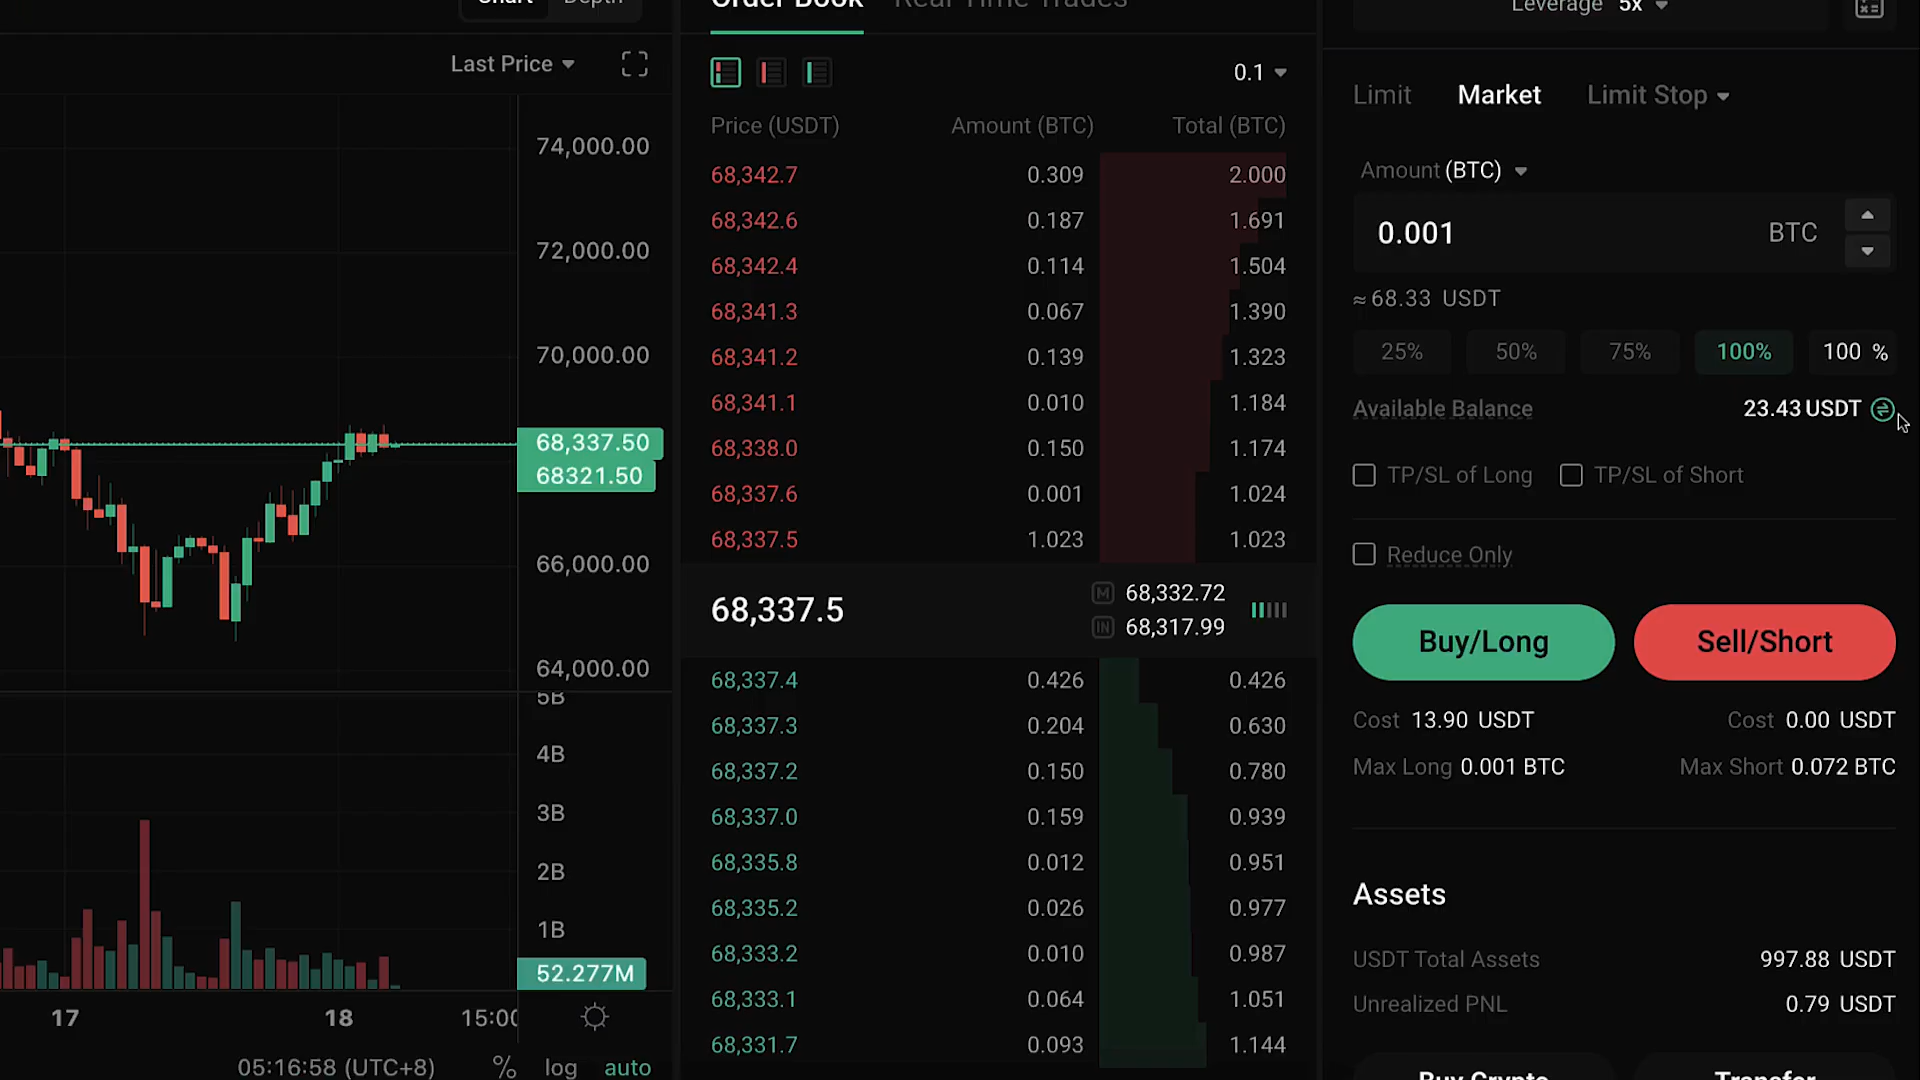 Chart Depth
Last Price
74,000.00
72,000.00
70,000.00
68,337.50
68321.50
66,000.00
64,000.00
5B
4B
3B
2B
1B
52.277M
17 18 15:00
05:16:58 (UTC+8) % log auto
Order Book Real Time Trades
0.1
Price (USDT) Amount (BTC) Total (BTC)
68,342.7 0.309 2.000
68,342.6 0.187 1.691
68,342.4 0.114 1.504
68,341.3 0.067 1.390
68,341.2 0.139 1.323
68,341.1 0.010 1.184
68,338.0 0.150 1.174
68,337.6 0.001 1.024
68,337.5 1.023 1.023
68,337.5
M 68,332.72
IN 68,317.99
68,337.4 0.426 0.426
68,337.3 0.204 0.630
68,337.2 0.150 0.780
68,337.0 0.159 0.939
68,335.8 0.012 0.951
68,335.2 0.026 0.977
68,333.2 0.010 0.987
68,333.1 0.064 1.051
68,331.7 0.093 1.144
Leverage 5x
Limit Market Limit Stop
Amount (BTC)
0.001 BTC
≈68.33 USDT
25% 50% 75% 100% 100 %
Available Balance 23.43 USDT
TP/SL of Long TP/SL of Short
Reduce Only
Buy/Long Sell/Short
Cost 13.90 USDT Cost 0.00 USDT
Max Long 0.001 BTC Max Short 0.072 BTC
Assets
USDT Total Assets 997.88 USDT
Unrealized PNL 0.79 USDT
Buy Crypto Transfer